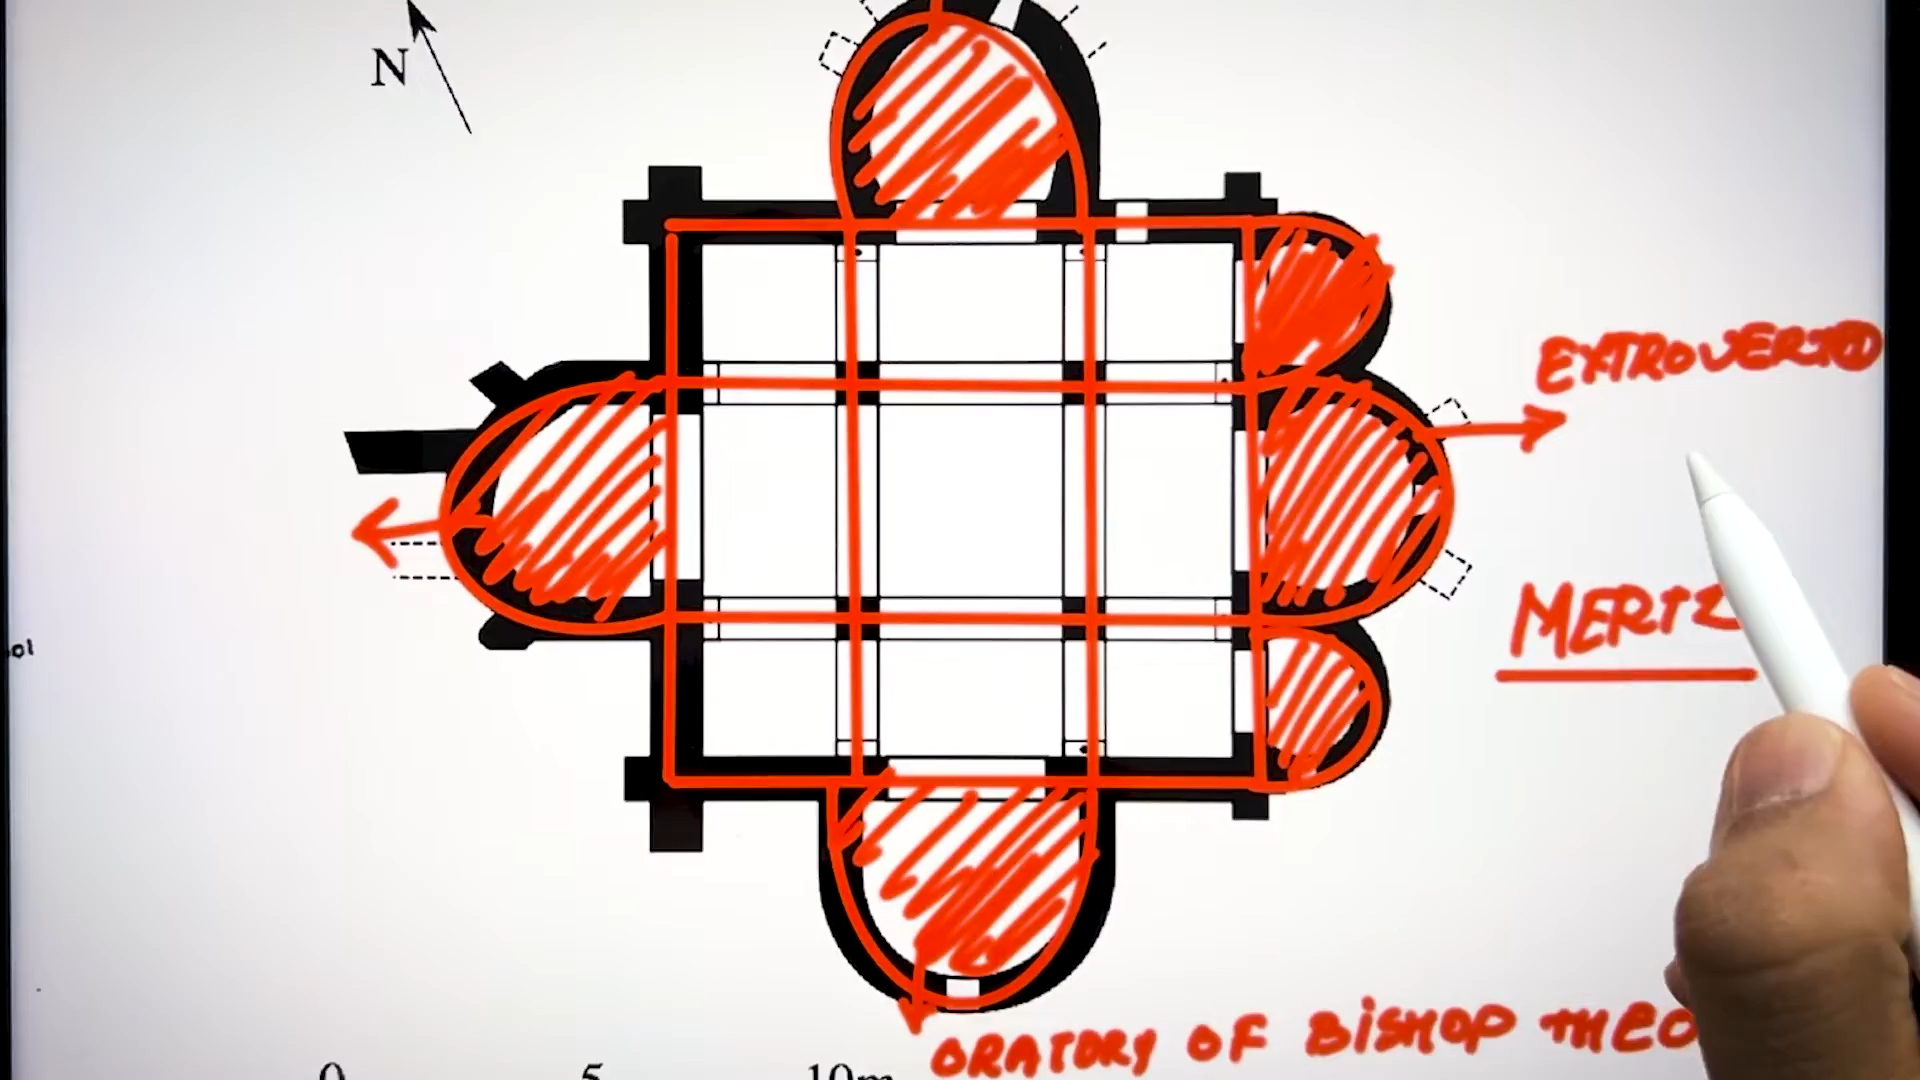 N
EXTROVERTED
MERTZ
ORATORY OF BISHOP THEO
0 5 10m